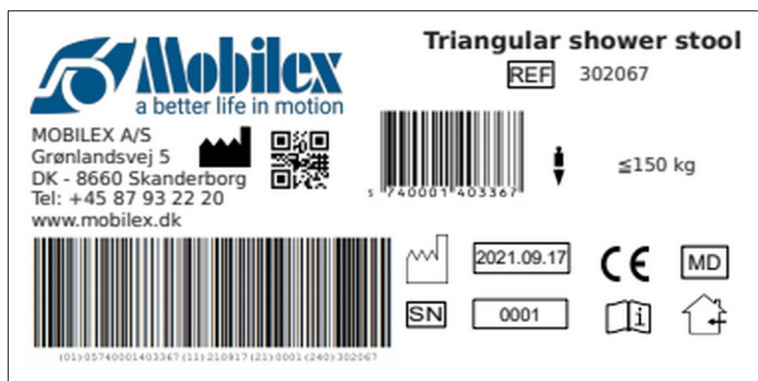 Mobilex
a better life in motion
MOBILEX A/S
Grønlandsvej 5
DK - 8660 Skanderborg
Tel: +45 87 93 22 20
www.mobilex.dk
Triangular shower stool
REF 302067
5 740001 403367
≦150 kg
2021.09.17
CE
MD
SN
0001
i
(01)05740001403367(11)210917(21)0001(240)302067